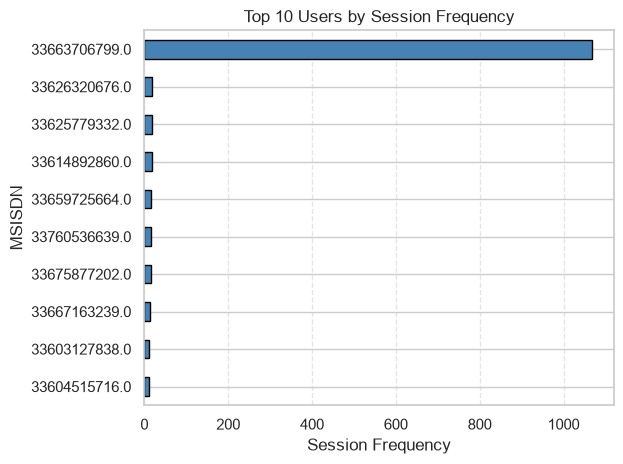 Top 10 Users by Session Frequency
MSISDN
33663706799.0
33626320676.0
33625779332.0
33614892860.0
33659725664.0
33760536639.0
33675877202.0
33667163239.0
33603127838.0
33604515716.0
0 200 400 600 800 1000
Session Frequency